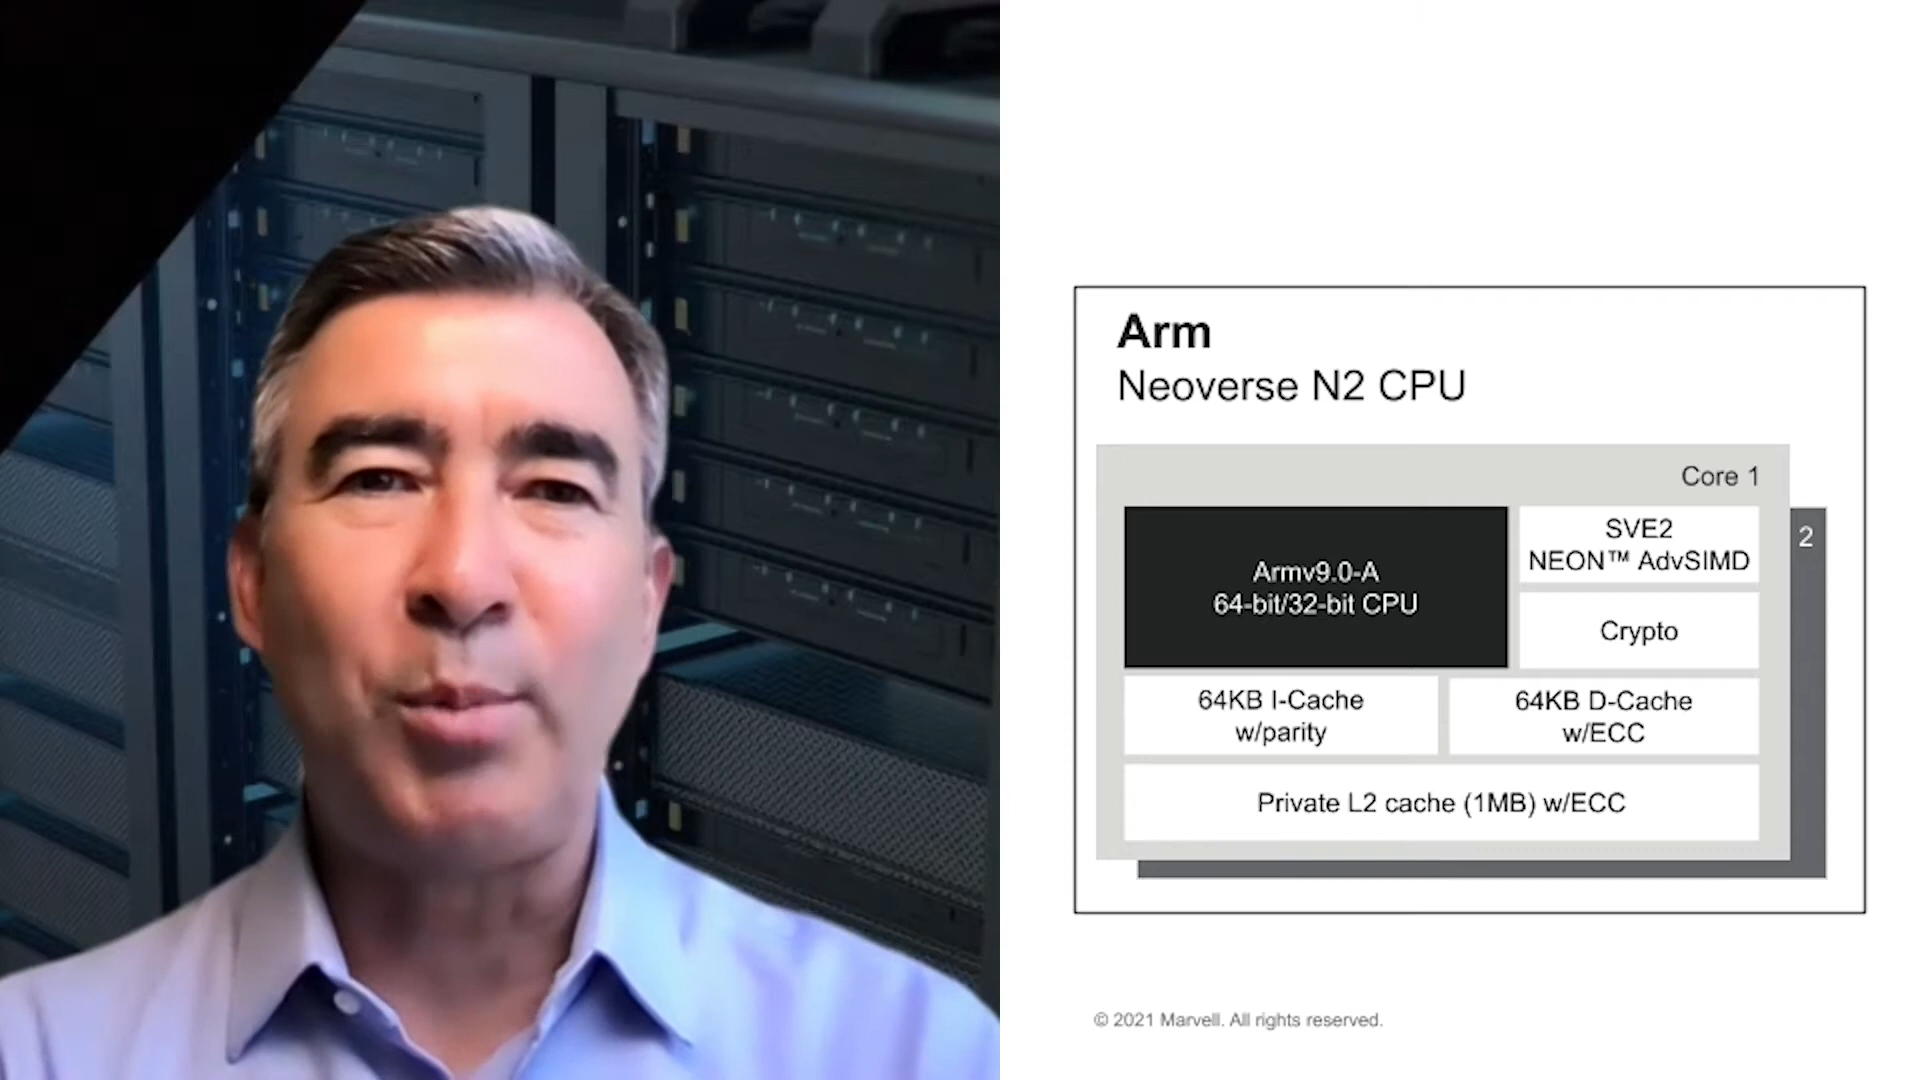 Arm
Neoverse N2 CPU
Core 1
2
Armv9.0-A
64-bit/32-bit CPU
SVE2
NEON™ AdvSIMD
Crypto
64KB I-Cache
w/parity
64KB D-Cache
w/ECC
Private L2 cache (1MB) w/ECC
© 2021 Marvell. All rights reserved.